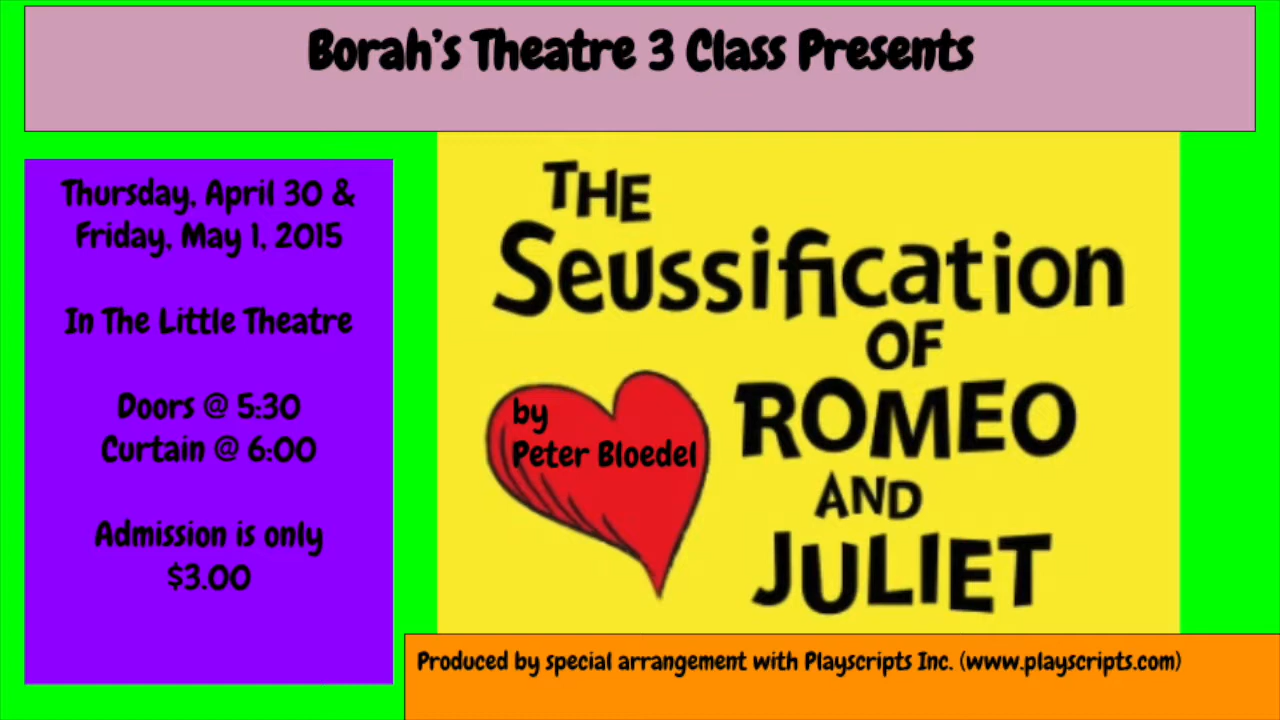 Borah's Theatre 3 Class Presents
Thursday, April 30 &
Friday, May 1, 2015
In The Little Theatre
Doors @ 5:30
Curtain @ 6:00
Admission is only
$3.00
THE
Seussification
OF
ROMEO
AND
JULIET
by
Peter Bloedel
Produced by special arrangement with Playscripts Inc. (www.playscripts.com)